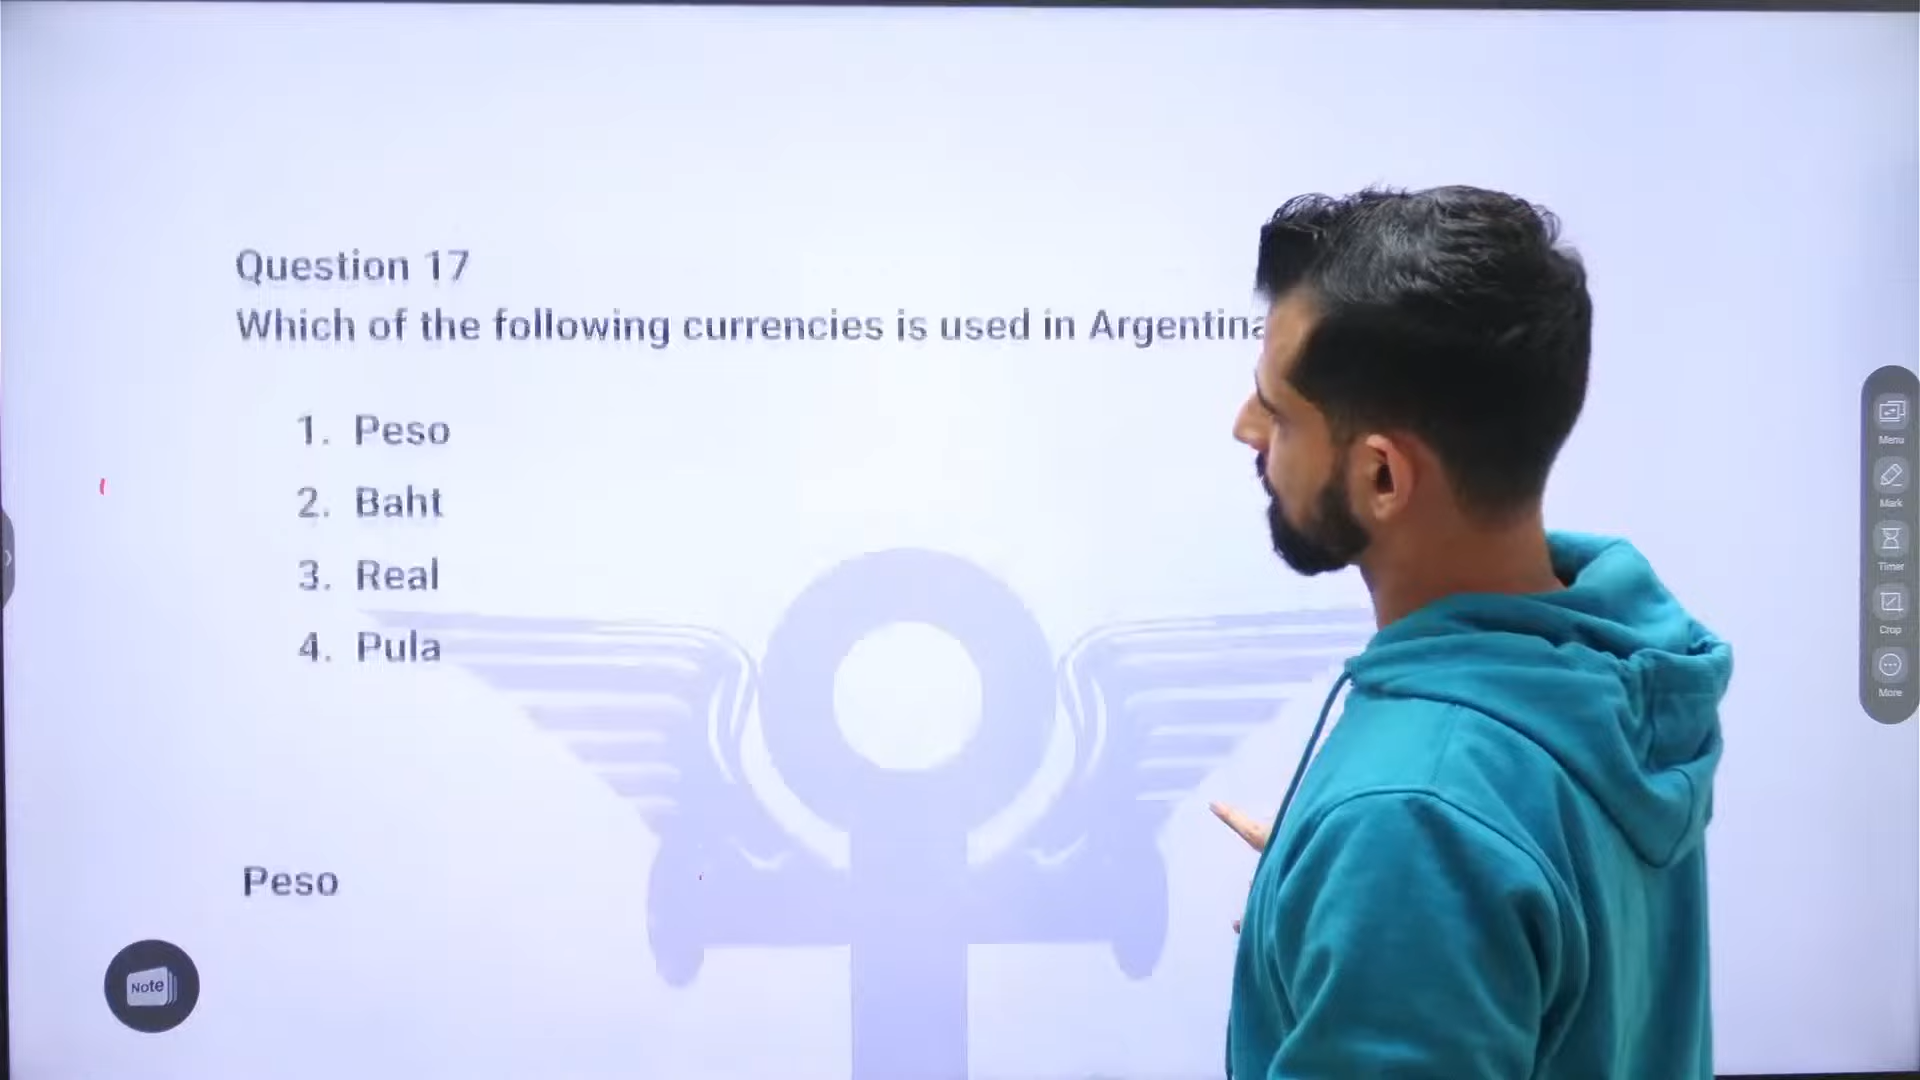 Question 17
Which of the following currencies is used in Argentina
1. Peso
2. Baht
3. Real
4. Pula
Peso
Note
Menu
Mark
Timer
Crop
More